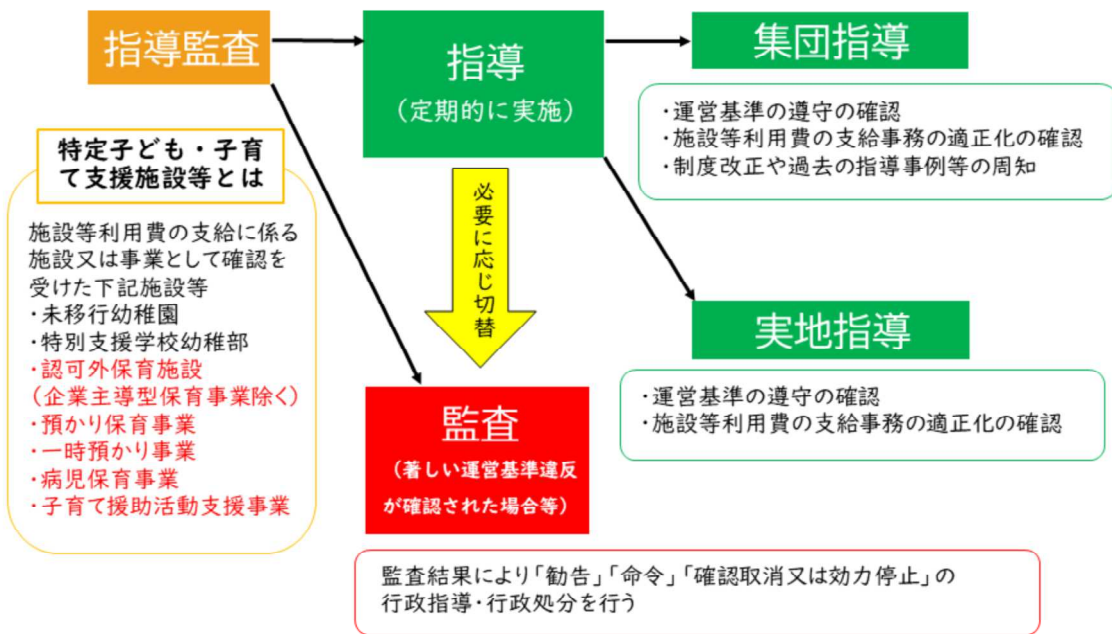 指導監査
指導
(定期的に実施)
集団指導
・運営基準の遵守の確認
・施設等利用費の支給事務の適正化の確認
・制度改正や過去の指導事例等の周知
特定子ども・子育
て支援施設等とは
施設等利用費の支給に係る
施設又は事業として確認を
受けた下記施設等
・未移行幼稚園
・特別支援学校幼稚部
・認可外保育施設
(企業主導型保育事業除く)
・預かり保育事業
・一時預かり事業
・病児保育事業
・子育て援助活動支援事業
必要に応じ切替
実地指導
・運営基準の遵守の確認
・施設等利用費の支給事務の適正化の確認
監査
(著しい運営基準違反
が確認された場合等)
監査結果により「勧告」「命令」「確認取消又は効力停止」の
行政指導・行政処分を行う